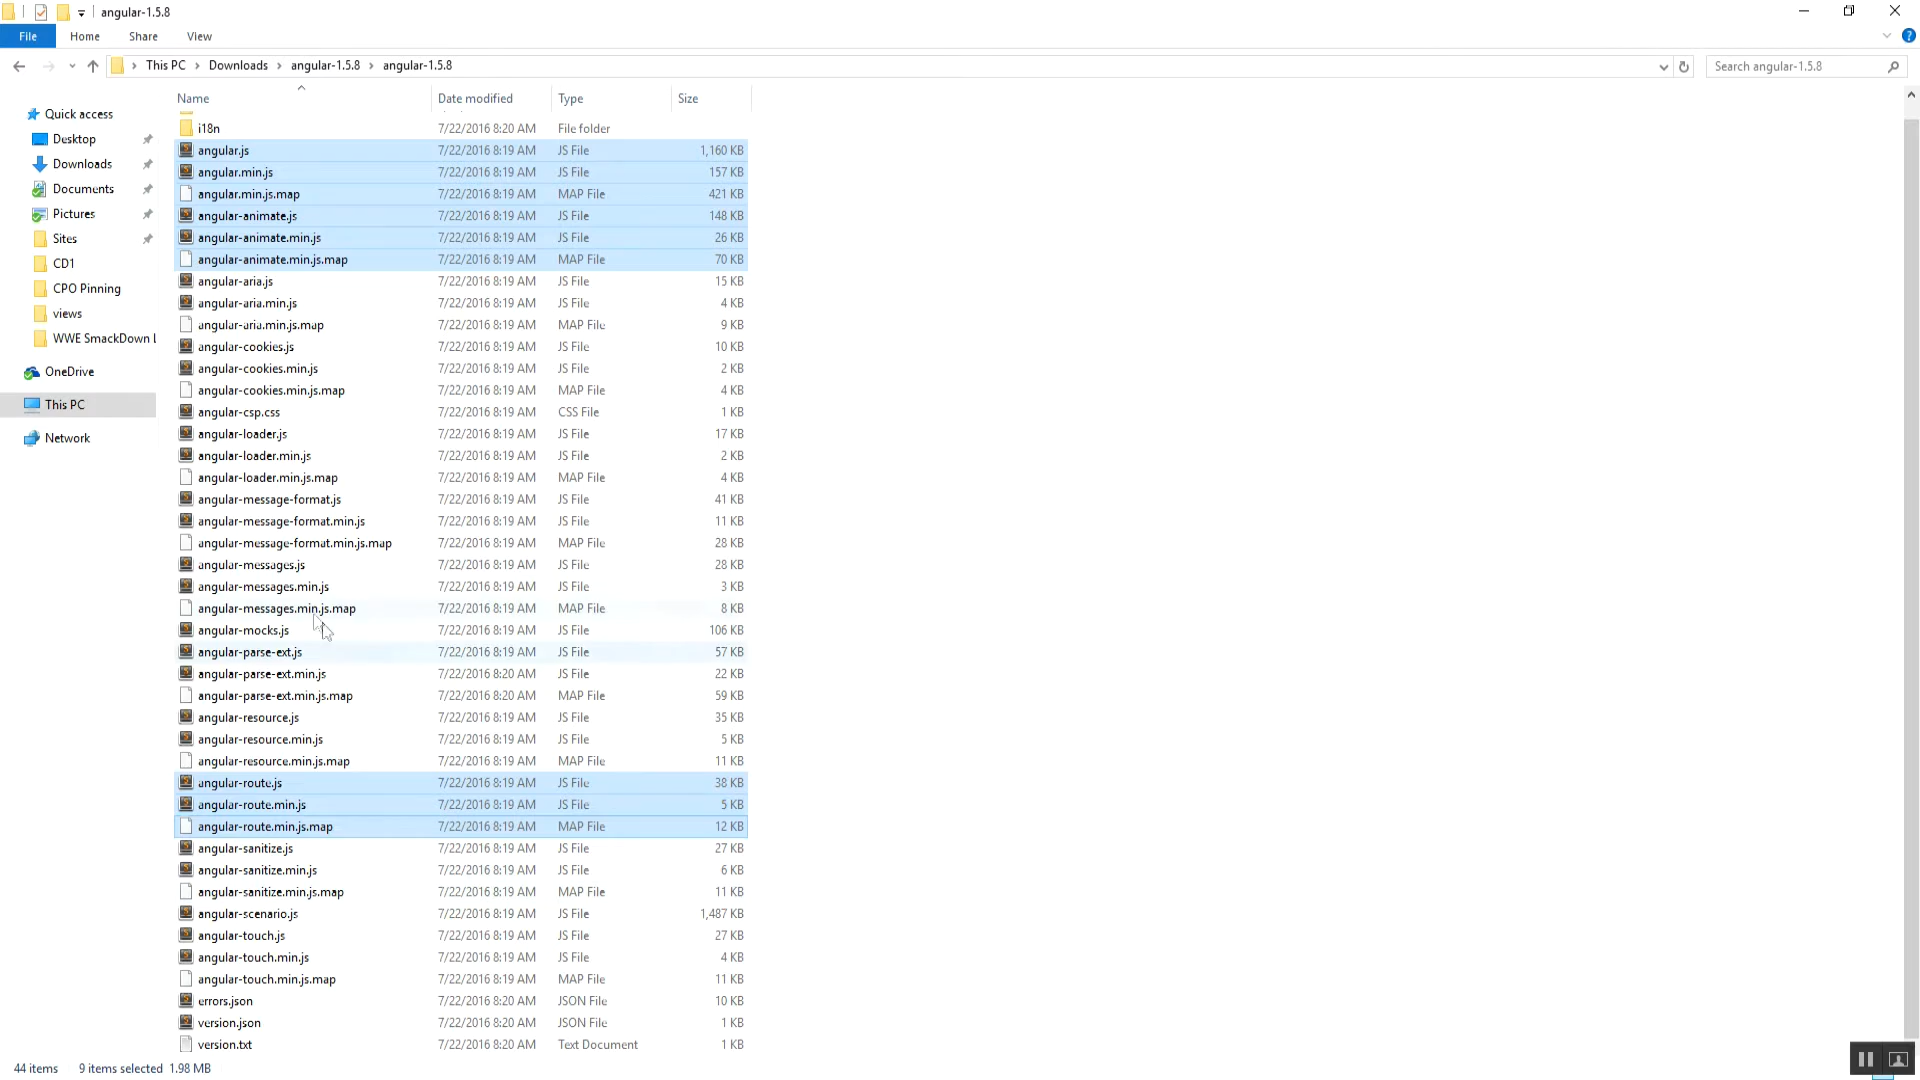 angular-1.5.8
File Home Share View
This PC Downloads angular-1.5.8 angular-1.5.8 Search angular-1.5.8
Name Date modified Type Size
Quick access
Desktop
Downloads
Documents
Pictures
Sites
CD1
CPO Pinning
views
WWE SmackDown L
OneDrive
This PC
Network
i18n 7/22/2016 8:20 AM File folder
angular.js 7/22/2016 8:19 AM JS File 1,160 KB
angular.min.js 7/22/2016 8:19 AM JS File 157 KB
angular.min.js.map 7/22/2016 8:19 AM MAP File 421 KB
angular-animate.js 7/22/2016 8:19 AM JS File 148 KB
angular-animate.min.js 7/22/2016 8:19 AM JS File 26 KB
angular-animate.min.js.map 7/22/2016 8:19 AM MAP File 70 KB
angular-aria.js 7/22/2016 8:19 AM JS File 15 KB
angular-aria.min.js 7/22/2016 8:19 AM JS File 4 KB
angular-aria.min.js.map 7/22/2016 8:19 AM MAP File 9 KB
angular-cookies.js 7/22/2016 8:19 AM JS File 10 KB
angular-cookies.min.js 7/22/2016 8:19 AM JS File 2 KB
angular-cookies.min.js.map 7/22/2016 8:19 AM MAP File 4 KB
angular-csp.css 7/22/2016 8:19 AM CSS File 1 KB
angular-loader.js 7/22/2016 8:19 AM JS File 17 KB
angular-loader.min.js 7/22/2016 8:19 AM JS File 2 KB
angular-loader.min.js.map 7/22/2016 8:19 AM MAP File 4 KB
angular-message-format.js 7/22/2016 8:19 AM JS File 41 KB
angular-message-format.min.js 7/22/2016 8:19 AM JS File 11 KB
angular-message-format.min.js.map 7/22/2016 8:19 AM MAP File 28 KB
angular-messages.js 7/22/2016 8:19 AM JS File 28 KB
angular-messages.min.js 7/22/2016 8:19 AM JS File 3 KB
angular-messages.min.js.map 7/22/2016 8:19 AM MAP File 8 KB
angular-mocks.js 7/22/2016 8:19 AM JS File 106 KB
angular-parse-ext.js 7/22/2016 8:19 AM JS File 57 KB
angular-parse-ext.min.js 7/22/2016 8:20 AM JS File 22 KB
angular-parse-ext.min.js.map 7/22/2016 8:20 AM MAP File 59 KB
angular-resource.js 7/22/2016 8:19 AM JS File 35 KB
angular-resource.min.js 7/22/2016 8:19 AM JS File 5 KB
angular-resource.min.js.map 7/22/2016 8:19 AM MAP File 11 KB
angular-route.js 7/22/2016 8:19 AM JS File 38 KB
angular-route.min.js 7/22/2016 8:19 AM JS File 5 KB
angular-route.min.js.map 7/22/2016 8:19 AM MAP File 12 KB
angular-sanitize.js 7/22/2016 8:19 AM JS File 27 KB
angular-sanitize.min.js 7/22/2016 8:19 AM JS File 6 KB
angular-sanitize.min.js.map 7/22/2016 8:19 AM MAP File 11 KB
angular-scenario.js 7/22/2016 8:19 AM JS File 1,487 KB
angular-touch.js 7/22/2016 8:19 AM JS File 27 KB
angular-touch.min.js 7/22/2016 8:19 AM JS File 4 KB
angular-touch.min.js.map 7/22/2016 8:19 AM MAP File 11 KB
errors.json 7/22/2016 8:20 AM JSON File 10 KB
version.json 7/22/2016 8:20 AM JSON File 1 KB
version.txt 7/22/2016 8:20 AM Text Document 1 KB
44 items 9 items selected 1.98 MB